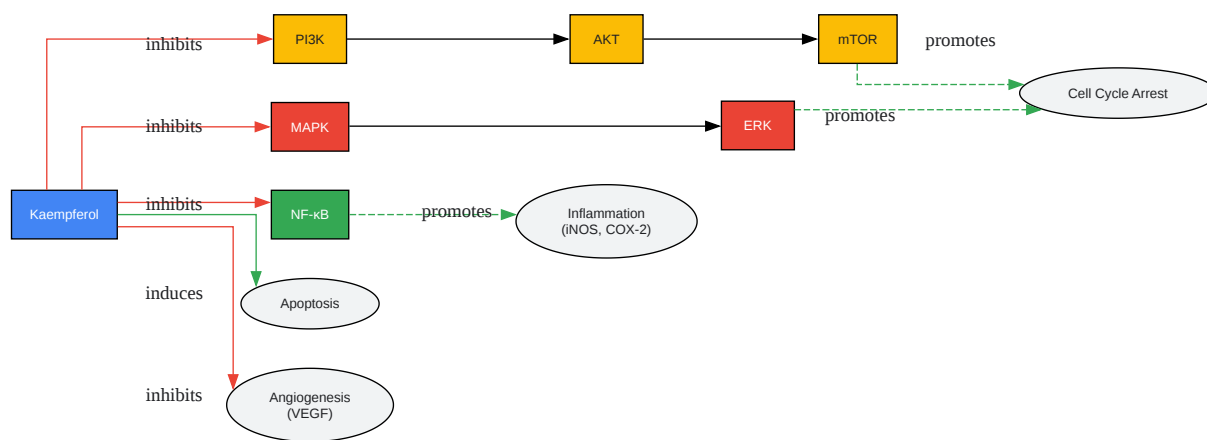 inhibits
PI3K
AKT
mTOR
promotes
Cell Cycle Arrest
inhibits
MAPK
ERK
promotes
Kaempferol
inhibits
NF-κB
promotes
Inflammation
(iNOS, COX-2)
induces
Apoptosis
inhibits
Angiogenesis
(VEGF)